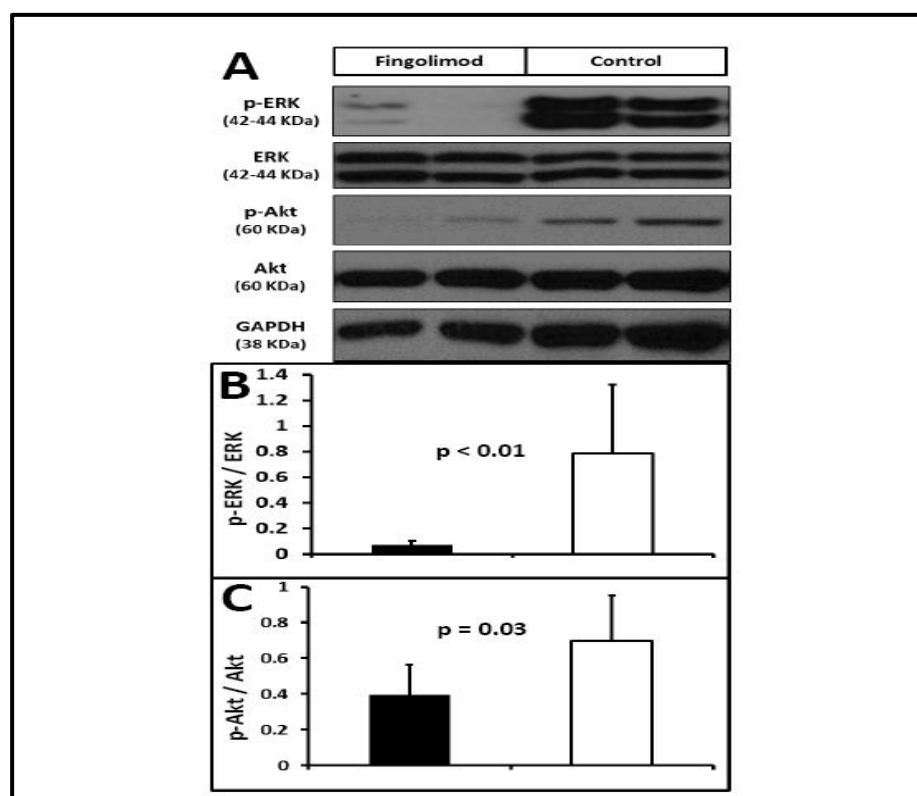 A
Fingolimod Control
p-ERK
(42-44 KDa)
ERK
(42-44 KDa)
p-Akt
(60 KDa)
Akt
(60 KDa)
GAPDH
(38 KDa)
B
p-ERK / ERK
1.4
1.2
1
0.8
0.6
0.4
0.2
0
p < 0.01
C
p-Akt / Akt
1
0.8
0.6
0.4
0.2
0
p = 0.03